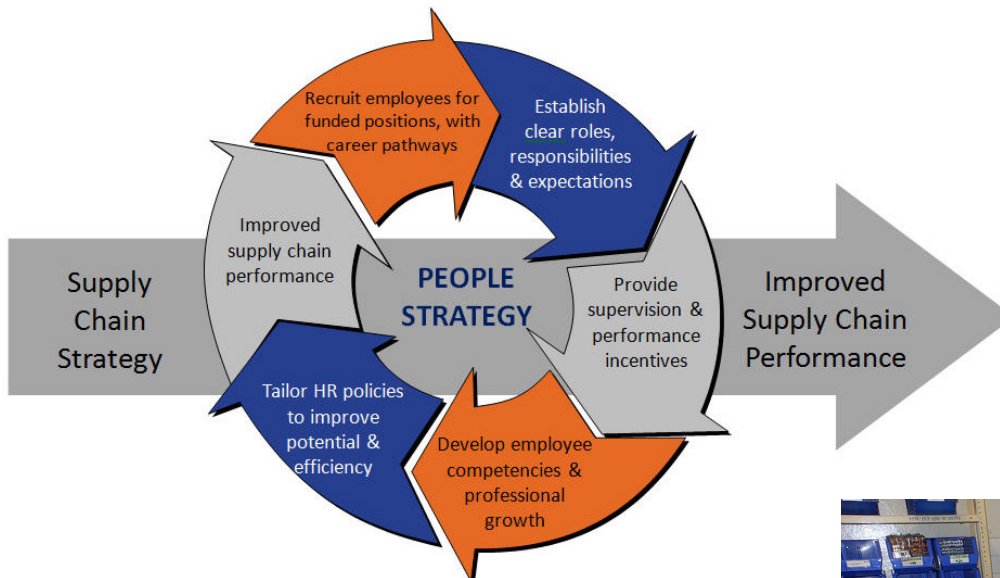 Recruit employees for
funded positions, with
career pathways
Establish
clear roles,
responsibilities
& expectations
Improved
supply chain
performance
PEOPLE
STRATEGY
Provide
supervision &
performance
incentives
Supply
Chain
Strategy
Improved
Supply Chain
Performance
Tailor HR policies
to improve
potential &
efficiency
Develop employee
competencies &
professional
growth